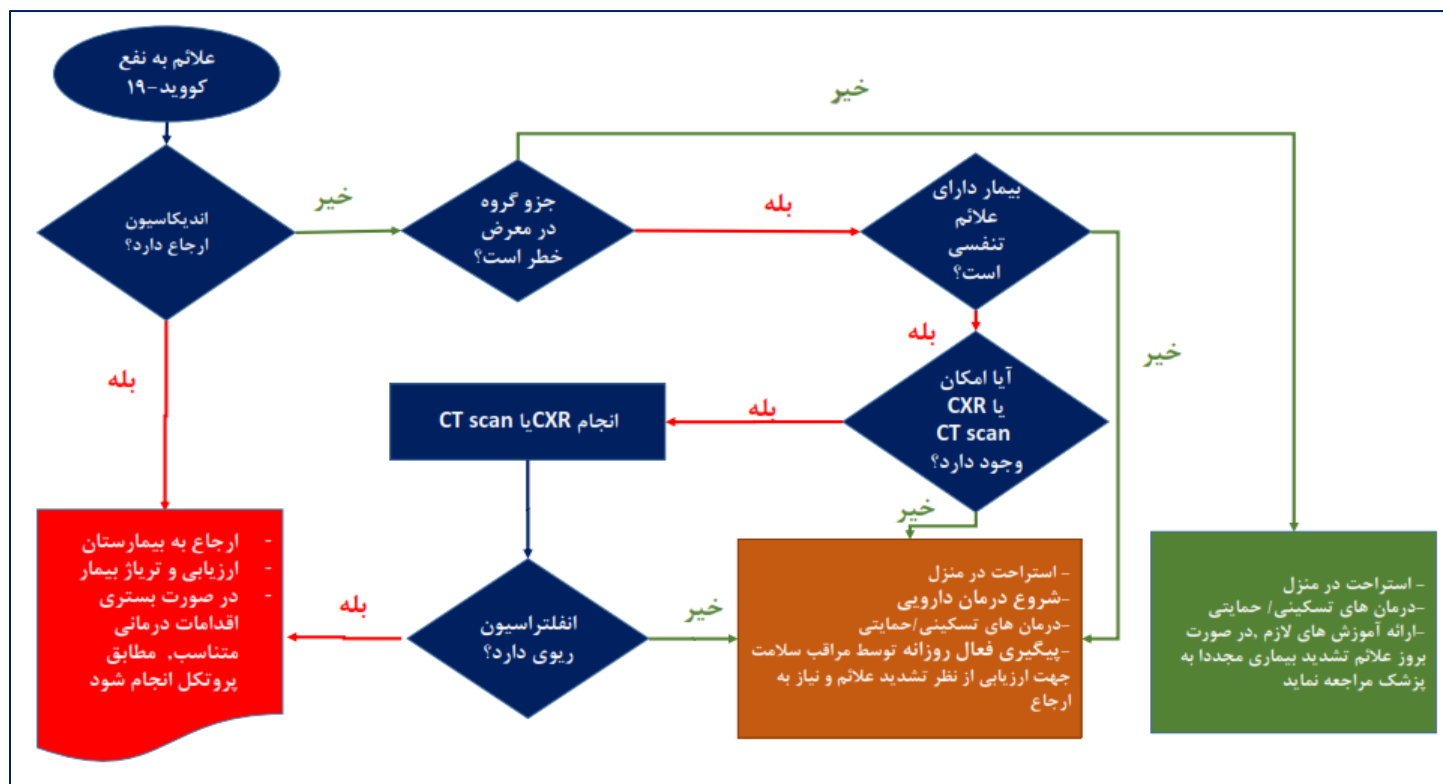 علائم به نفع
کووید-۱۹
اندیکاسیون
ارجاع دارد؟
خیر
بله
جزو گروه
در معرض
خطر است؟
خیر
بله
بیمار دارای
علائم
تنفسی
است؟
خیر
بله
آیا امکان
CXR یا
CT scan
وجود دارد؟
بله
خیر
انجام CXRیا CT scan
انفلتراسیون
ریوی دارد؟
بله
خیر
- ارجاع به بیمارستان
- ارزیابی و تریاژ بیمار
- در صورت بستری
اقدامات درمانی
متناسب, مطابق
پروتکل انجام شود
- استراحت در منزل
-شروع درمان دارویی
-درمان های تسکینی/حمایتی
-پیگیری فعال روزانه توسط مراقب سلامت
جهت ارزیابی از نظر تشدید علائم و نیاز به
ارجاع
- استراحت در منزل
-درمان های تسکینی/ حمایتی
-ارائه آموزش های لازم ,در صورت
بروز علائم تشدید بیماری مجددا به
پزشک مراجعه نماید